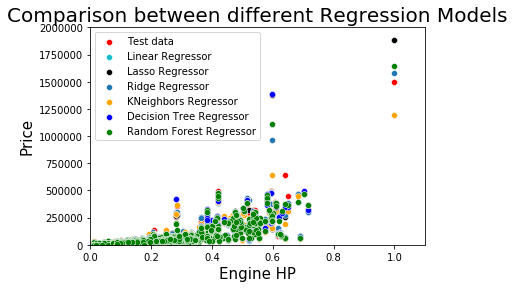 Comparison between different Regression Models
2000000
1750000
1500000
1250000
1000000
750000
500000
250000
0
Price
Test data
Linear Regressor
Lasso Regressor
Ridge Regressor
KNeighbors Regressor
Decision Tree Regressor
Random Forest Regressor
0.0 0.2 0.4 0.6 0.8 1.0
Engine HP